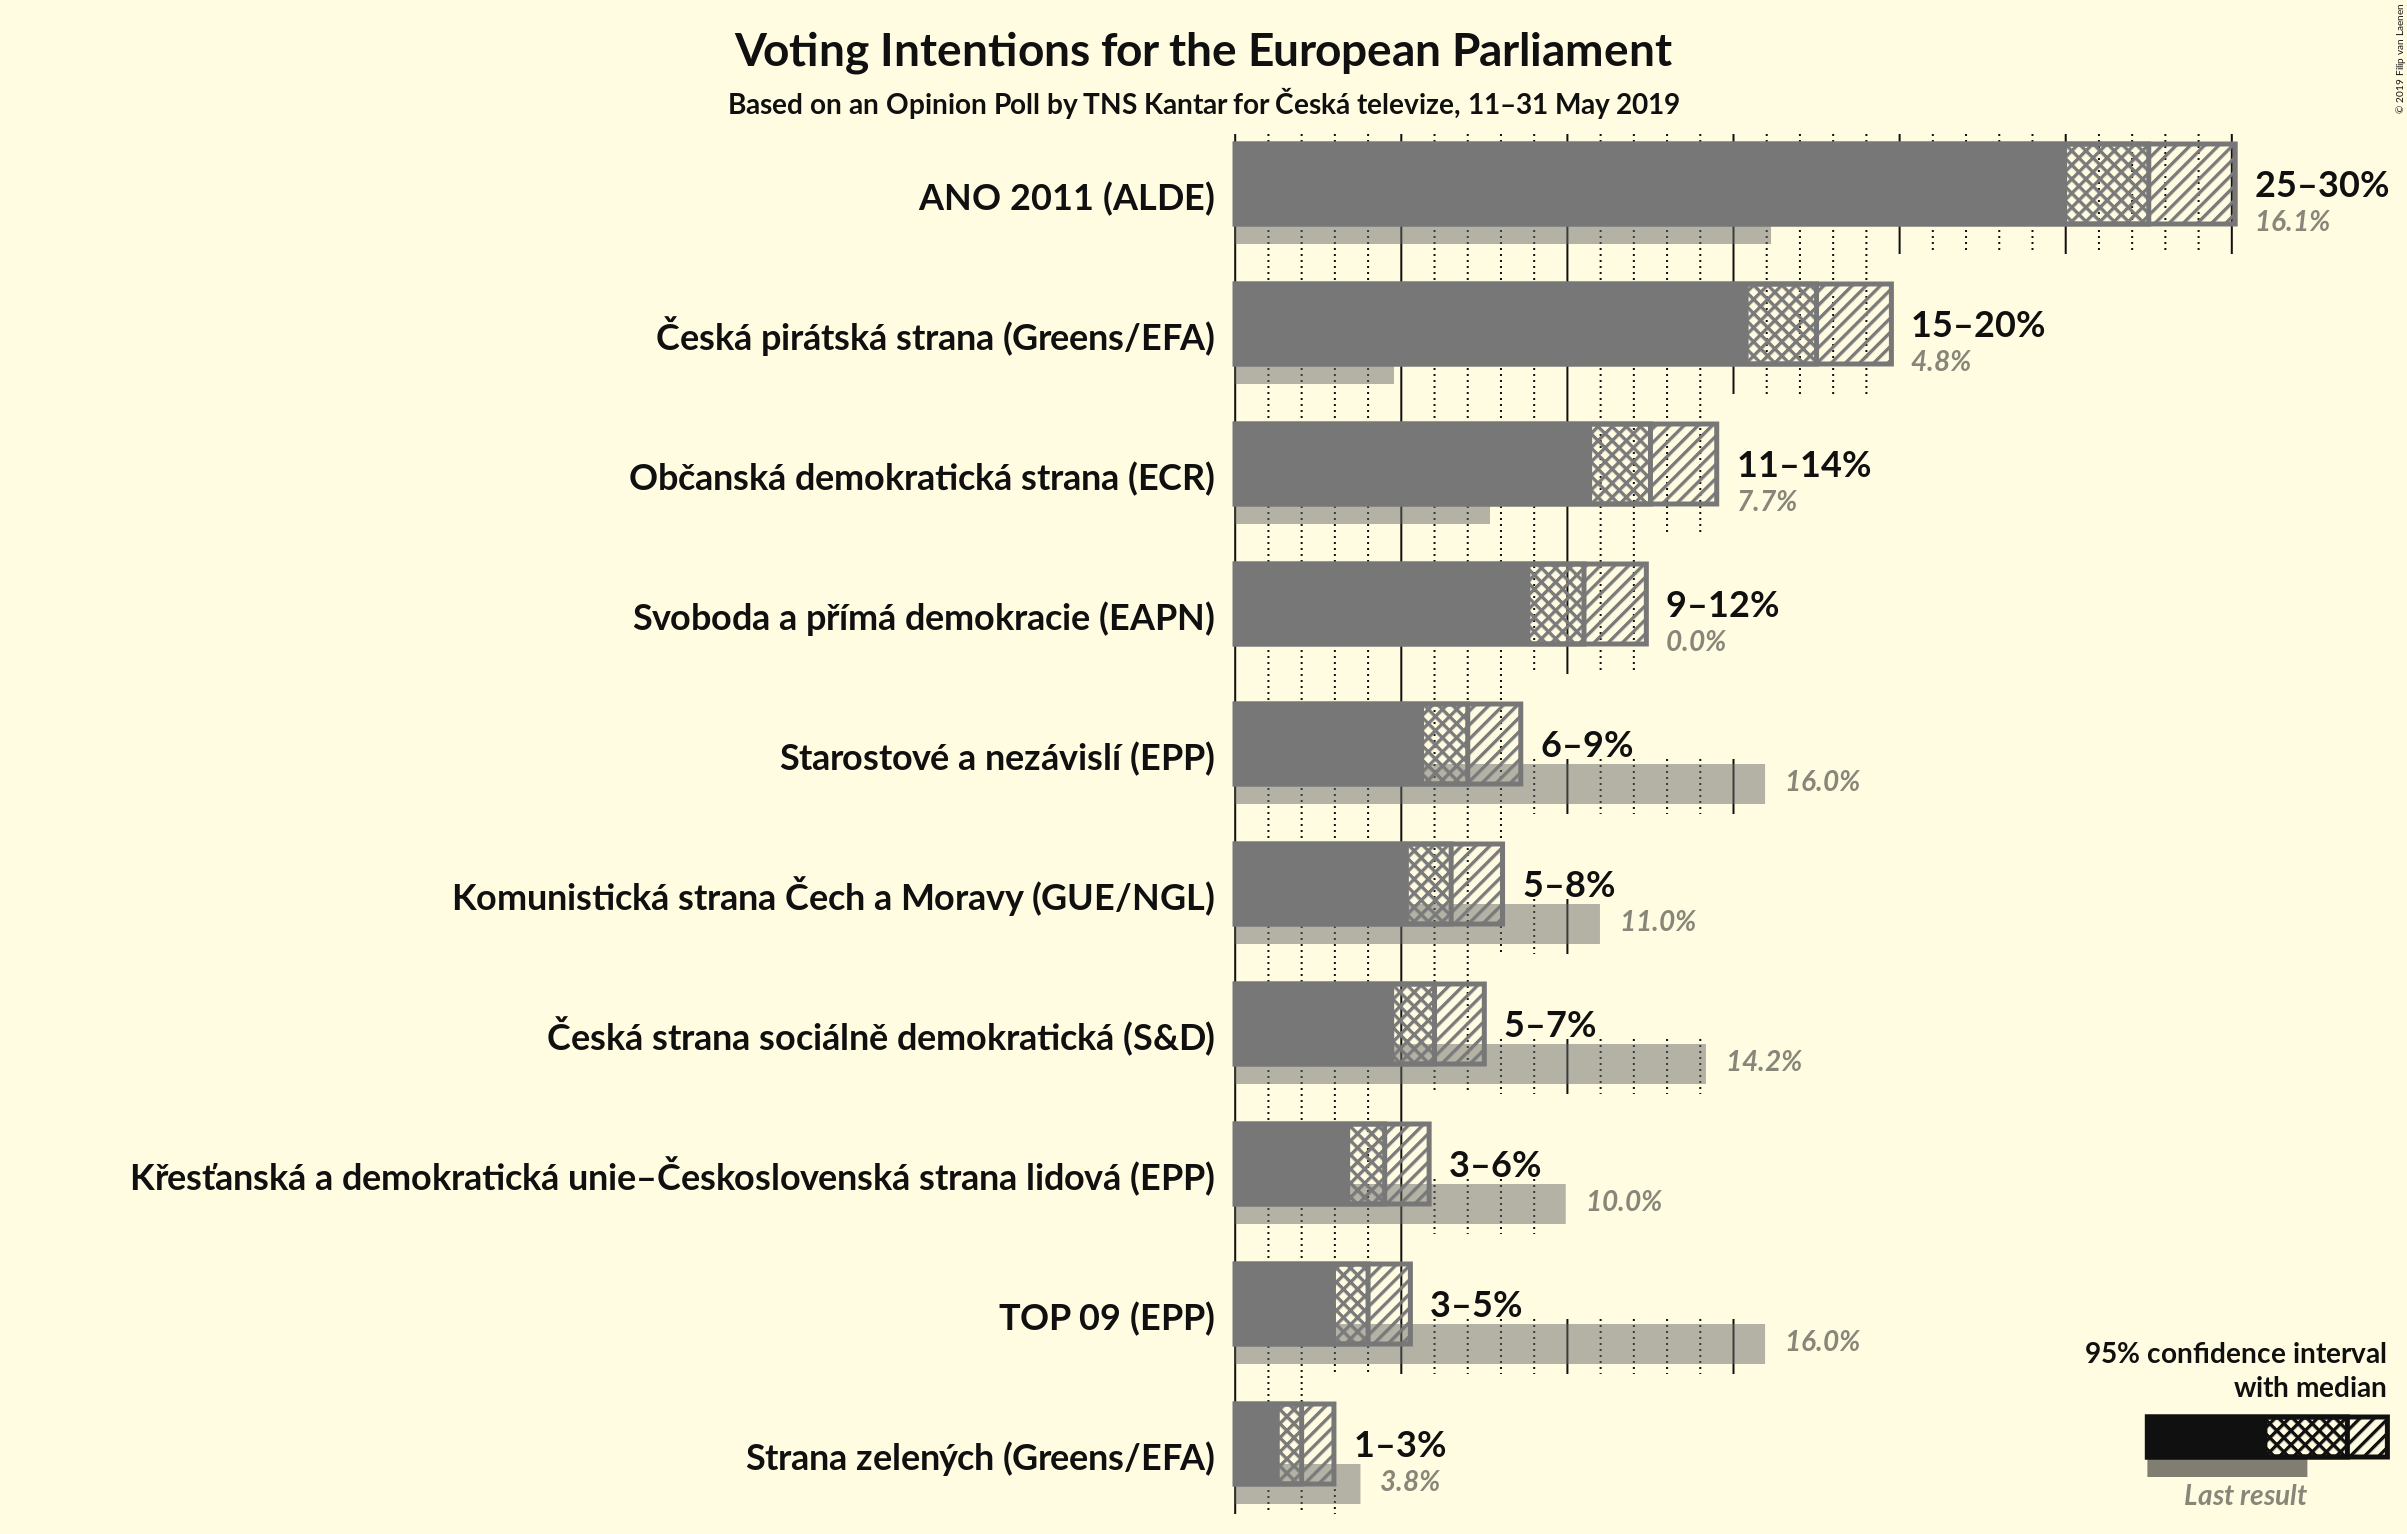 Voting Intentions for the European Parliament
Based on an Opinion Poll by TNS Kantar for Česká televize, 11–31 May 2019
© 2019 Filip van Laenen
ANO 2011 (ALDE)
25–30%
16.1%
Česká pirátská strana (Greens/EFA)
15–20%
4.8%
Občanská demokratická strana (ECR)
11–14%
7.7%
Svoboda a přímá demokracie (EAPN)
9–12%
0.0%
Starostové a nezávislí (EPP)
6–9%
16.0%
Komunistická strana Čech a Moravy (GUE/NGL)
5–8%
11.0%
Česká strana sociálně demokratická (S&D)
5–7%
14.2%
Křesťanská a demokratická unie–Československá strana lidová (EPP)
3–6%
10.0%
TOP 09 (EPP)
3–5%
16.0%
Strana zelených (Greens/EFA)
1–3%
3.8%
95% confidence interval
with median
Last result